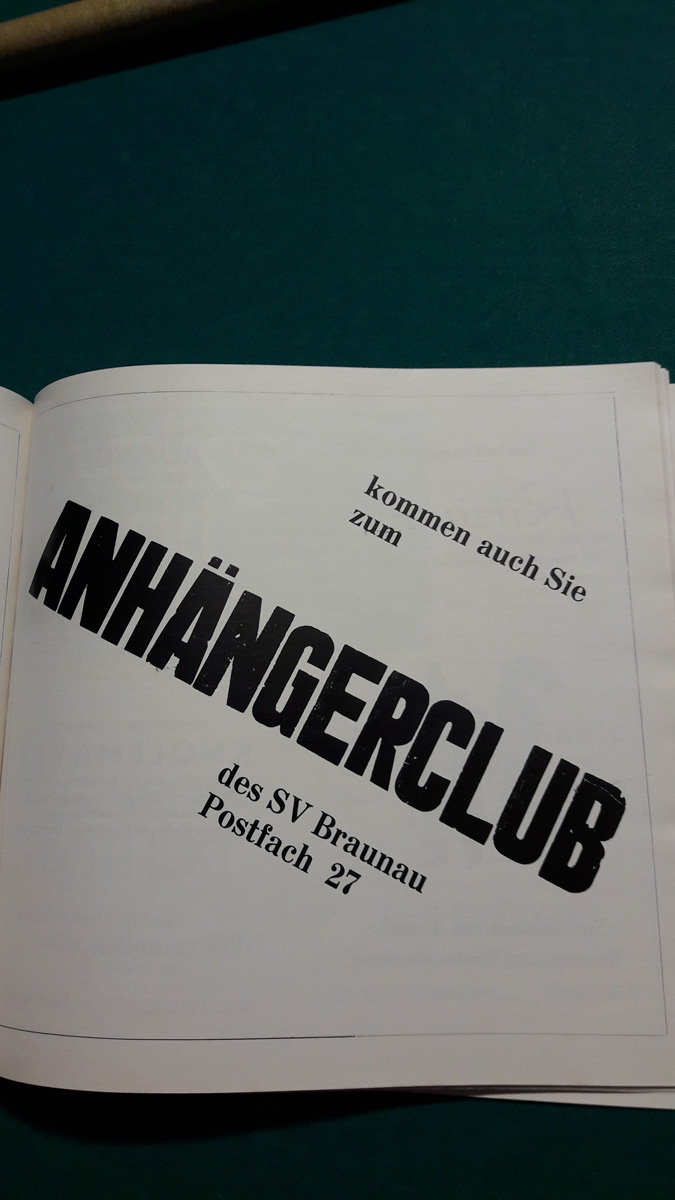 kommen auch Sie
zum
ANHÄNGERCLUB
des SV Braunau
Postfach 27